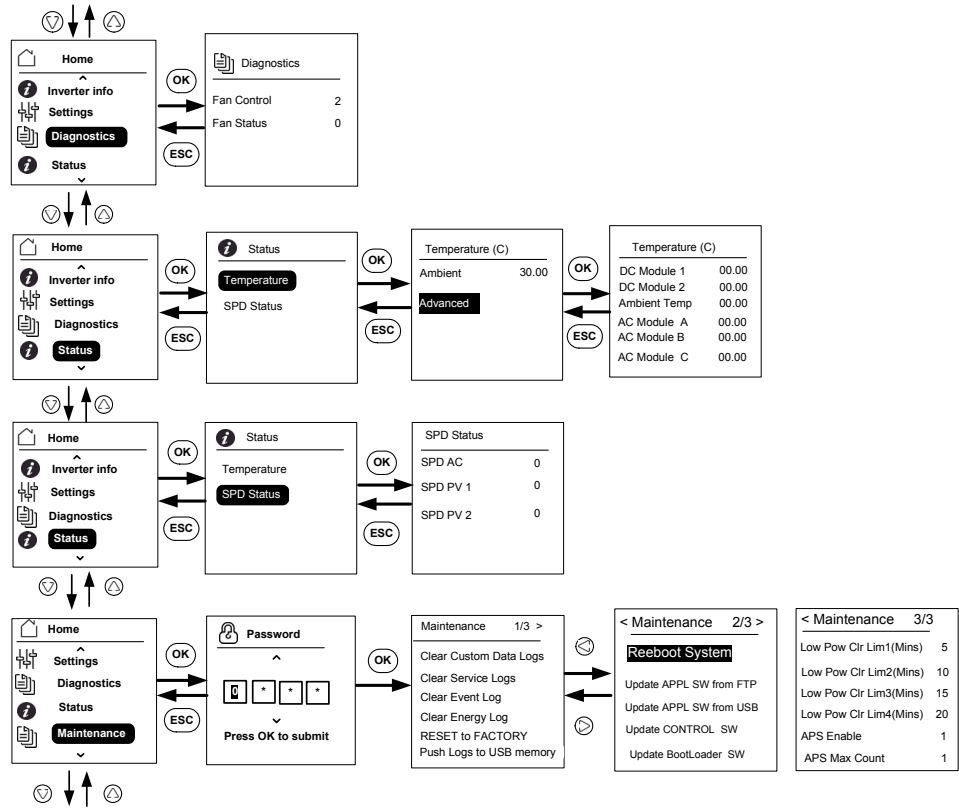 Home
Inverter info
Settings
Diagnostics
Status
OK
ESC
Diagnostics
Fan Control 2
Fan Status 0
Home
Inverter info
Settings
Diagnostics
Status
OK
ESC
Status
Temperature
SPD Status
OK
ESC
Temperature (C)
Ambient 30.00
Advanced
OK
ESC
Temperature (C)
DC Module 1 00.00
DC Module 2 00.00
Ambient Temp 00.00
AC Module A 00.00
AC Module B 00.00
AC Module C 00.00
Home
Inverter info
Settings
Diagnostics
Status
OK
ESC
Status
Temperature
SPD Status
OK
ESC
SPD Status
SPD AC 0
SPD PV 1 0
SPD PV 2 0
Home
Settings
Diagnostics
Status
Maintenance
OK
ESC
Password
0 * * *
Press OK to submit
OK
Maintenance 1/3 >
Clear Custom Data Logs
Clear Service Logs
Clear Event Log
Clear Energy Log
RESET to FACTORY
Push Logs to USB memory
< Maintenance 2/3 >
Reeboot System
Update APPL SW from FTP
Update APPL SW from USB
Update CONTROL SW
Update BootLoader SW
< Maintenance 3/3
Low Pow Clr Lim1(Mins) 5
Low Pow Clr Lim2(Mins) 10
Low Pow Clr Lim3(Mins) 15
Low Pow Clr Lim4(Mins) 20
APS Enable 1
APS Max Count 1